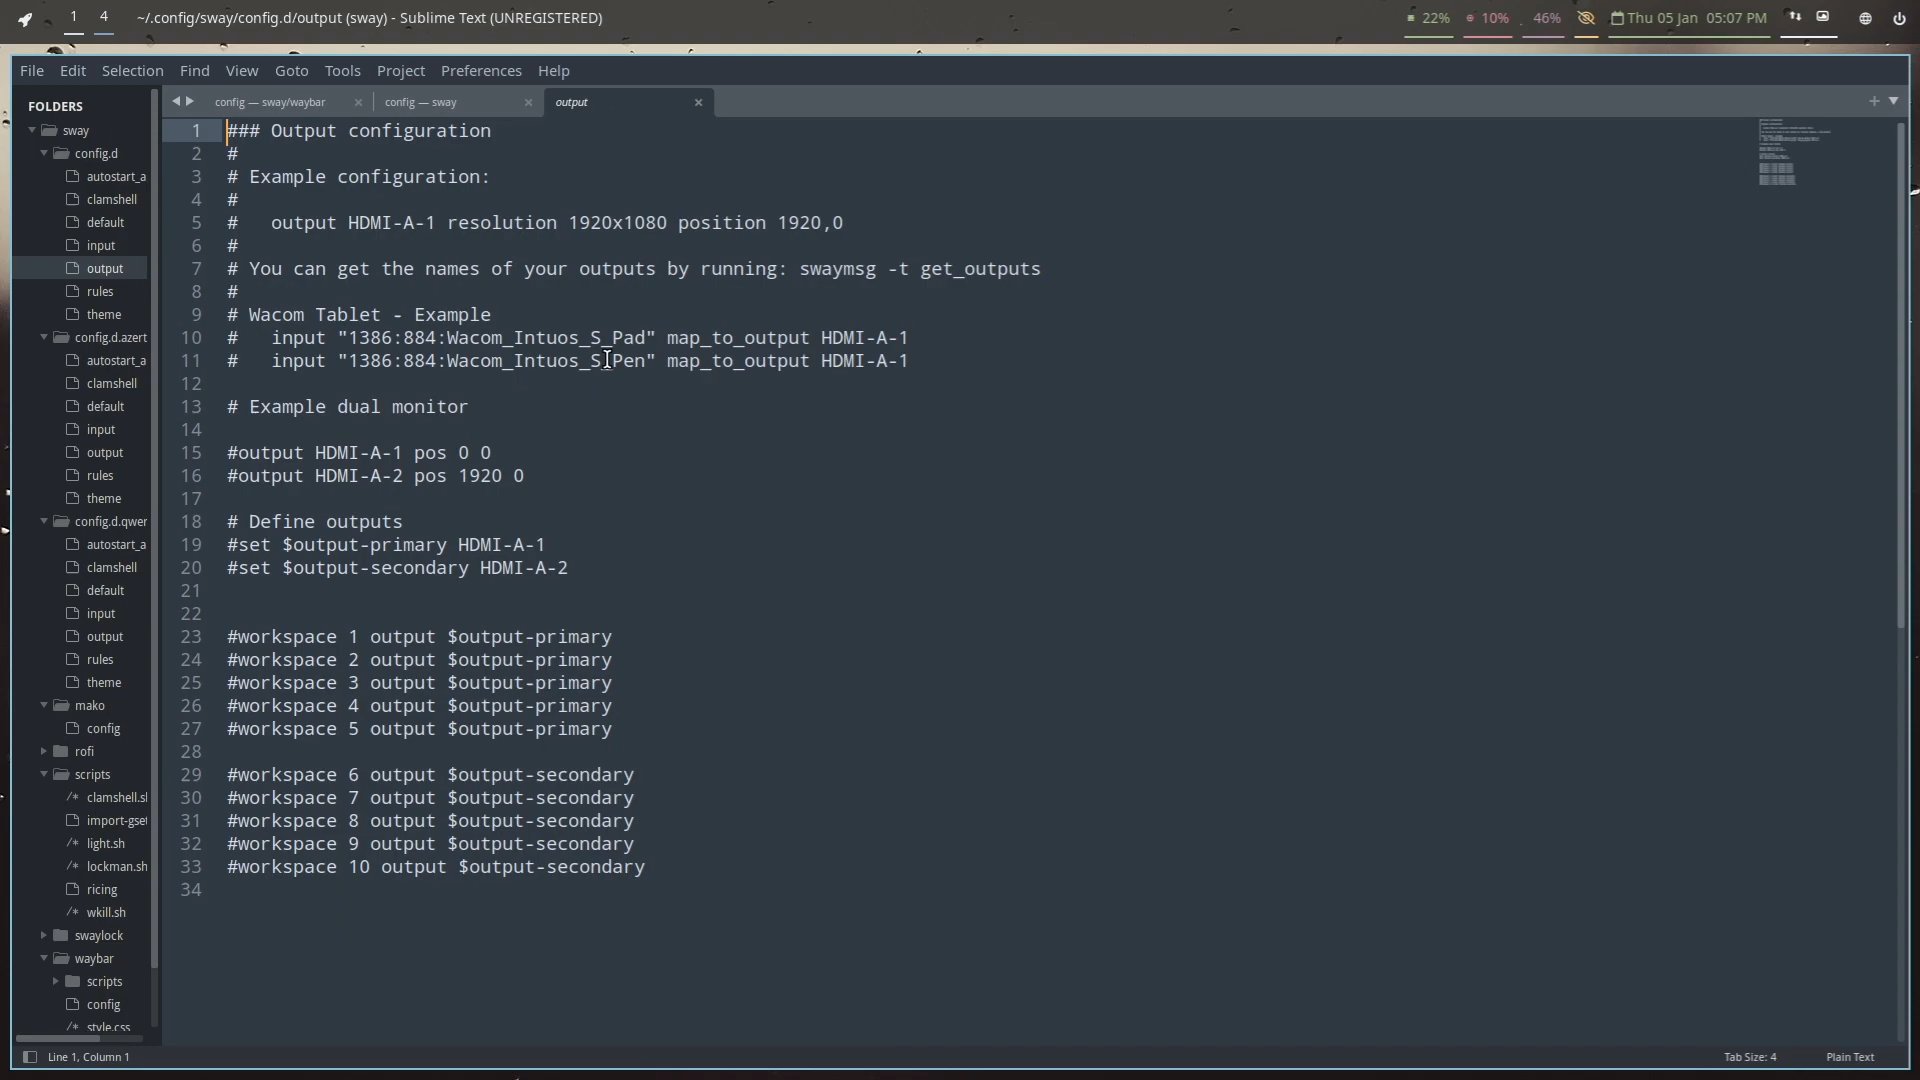 1 4 ~/.config/sway/config.d/output (sway) - Sublime Text (UNREGISTERED) 22% 10% 46% Thu 05 Jan 05:07 PM
File Edit Selection Find View Goto Tools Project Preferences Help
FOLDERS
sway
config.d
autostart_a
clamshell
default
input
output
rules
theme
config.d.azert
autostart_a
clamshell
default
input
output
rules
theme
config.d.qwer
autostart_a
clamshell
default
input
output
rules
theme
mako
config
rofi
scripts
/* clamshell.sl
import-gset
/* light.sh
/* lockman.sh
ricing
/* wkill.sh
swaylock
waybar
scripts
config
/* style.css
config — sway/waybar × config — sway × output ×
1 ### Output configuration
2 #
3 # Example configuration:
4 #
5 #   output HDMI-A-1 resolution 1920x1080 position 1920,0
6 #
7 # You can get the names of your outputs by running: swaymsg -t get_outputs
8 #
9 # Wacom Tablet - Example
10 #   input "1386:884:Wacom_Intuos_S_Pad" map_to_output HDMI-A-1
11 #   input "1386:884:Wacom_Intuos_S_Pen" map_to_output HDMI-A-1
12
13 # Example dual monitor
14
15 #output HDMI-A-1 pos 0 0
16 #output HDMI-A-2 pos 1920 0
17
18 # Define outputs
19 #set $output-primary HDMI-A-1
20 #set $output-secondary HDMI-A-2
21
22
23 #workspace 1 output $output-primary
24 #workspace 2 output $output-primary
25 #workspace 3 output $output-primary
26 #workspace 4 output $output-primary
27 #workspace 5 output $output-primary
28
29 #workspace 6 output $output-secondary
30 #workspace 7 output $output-secondary
31 #workspace 8 output $output-secondary
32 #workspace 9 output $output-secondary
33 #workspace 10 output $output-secondary
34
Line 1, Column 1 Tab Size: 4 Plain Text